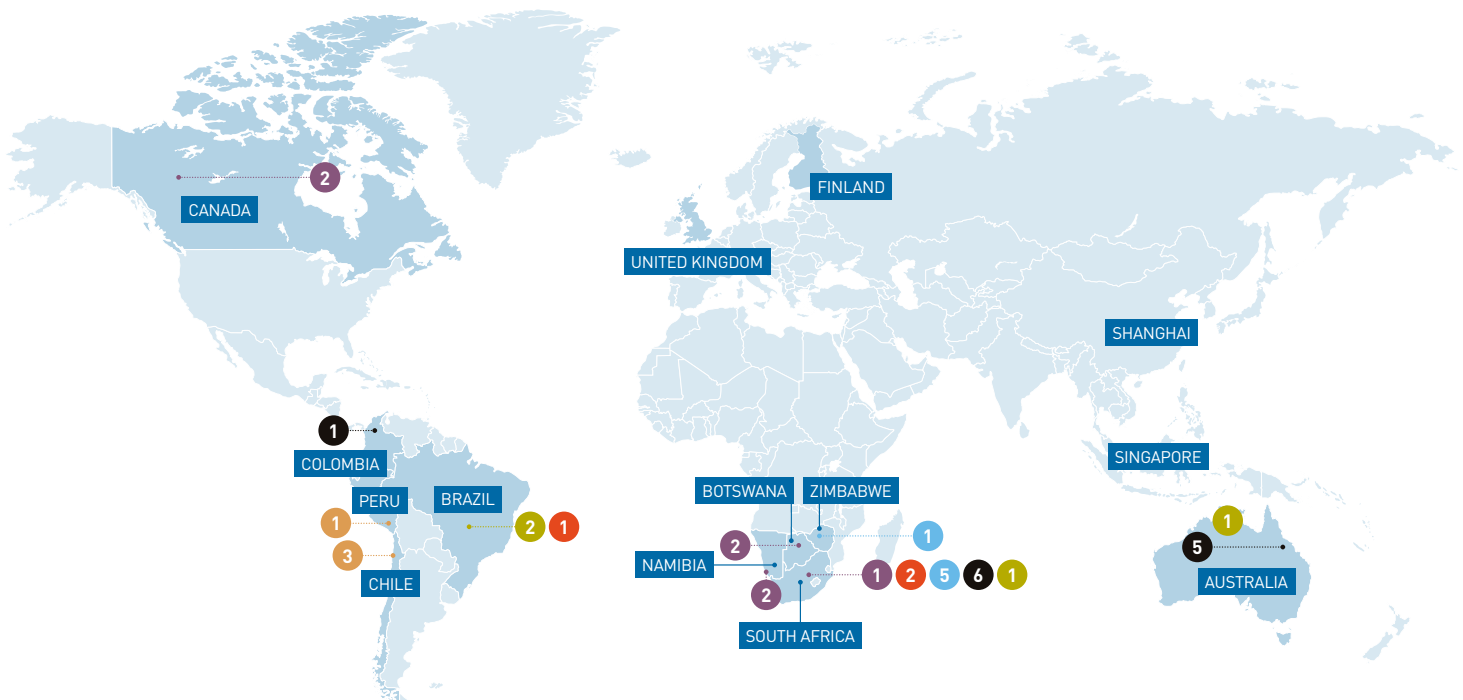 2
CANADA
FINLAND
UNITED KINGDOM
SHANGHAI
1
COLOMBIA
SINGAPORE
PERU
BRAZIL
BOTSWANA
ZIMBABWE
1
2
1
1
3
2
1
5
NAMIBIA
CHILE
2
1
2
5
6
1
AUSTRALIA
SOUTH AFRICA